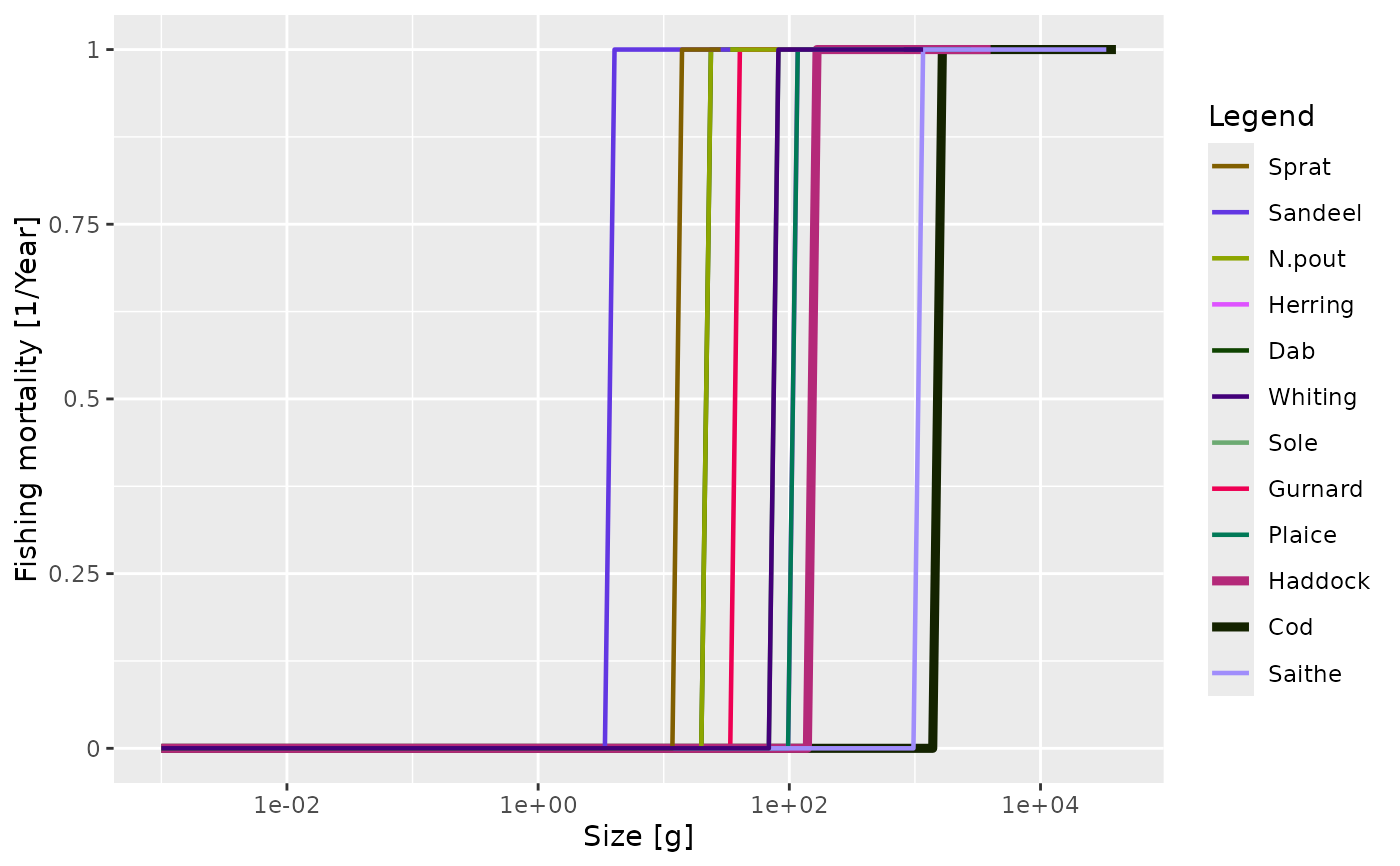 1
0.75
0.5
0.25
0
Fishing mortality [1/Year]
1e-02
1e+00
1e+02
1e+04
Size [g]
Legend
Sprat
Sandeel
N.pout
Herring
Dab
Whiting
Sole
Gurnard
Plaice
Haddock
Cod
Saithe